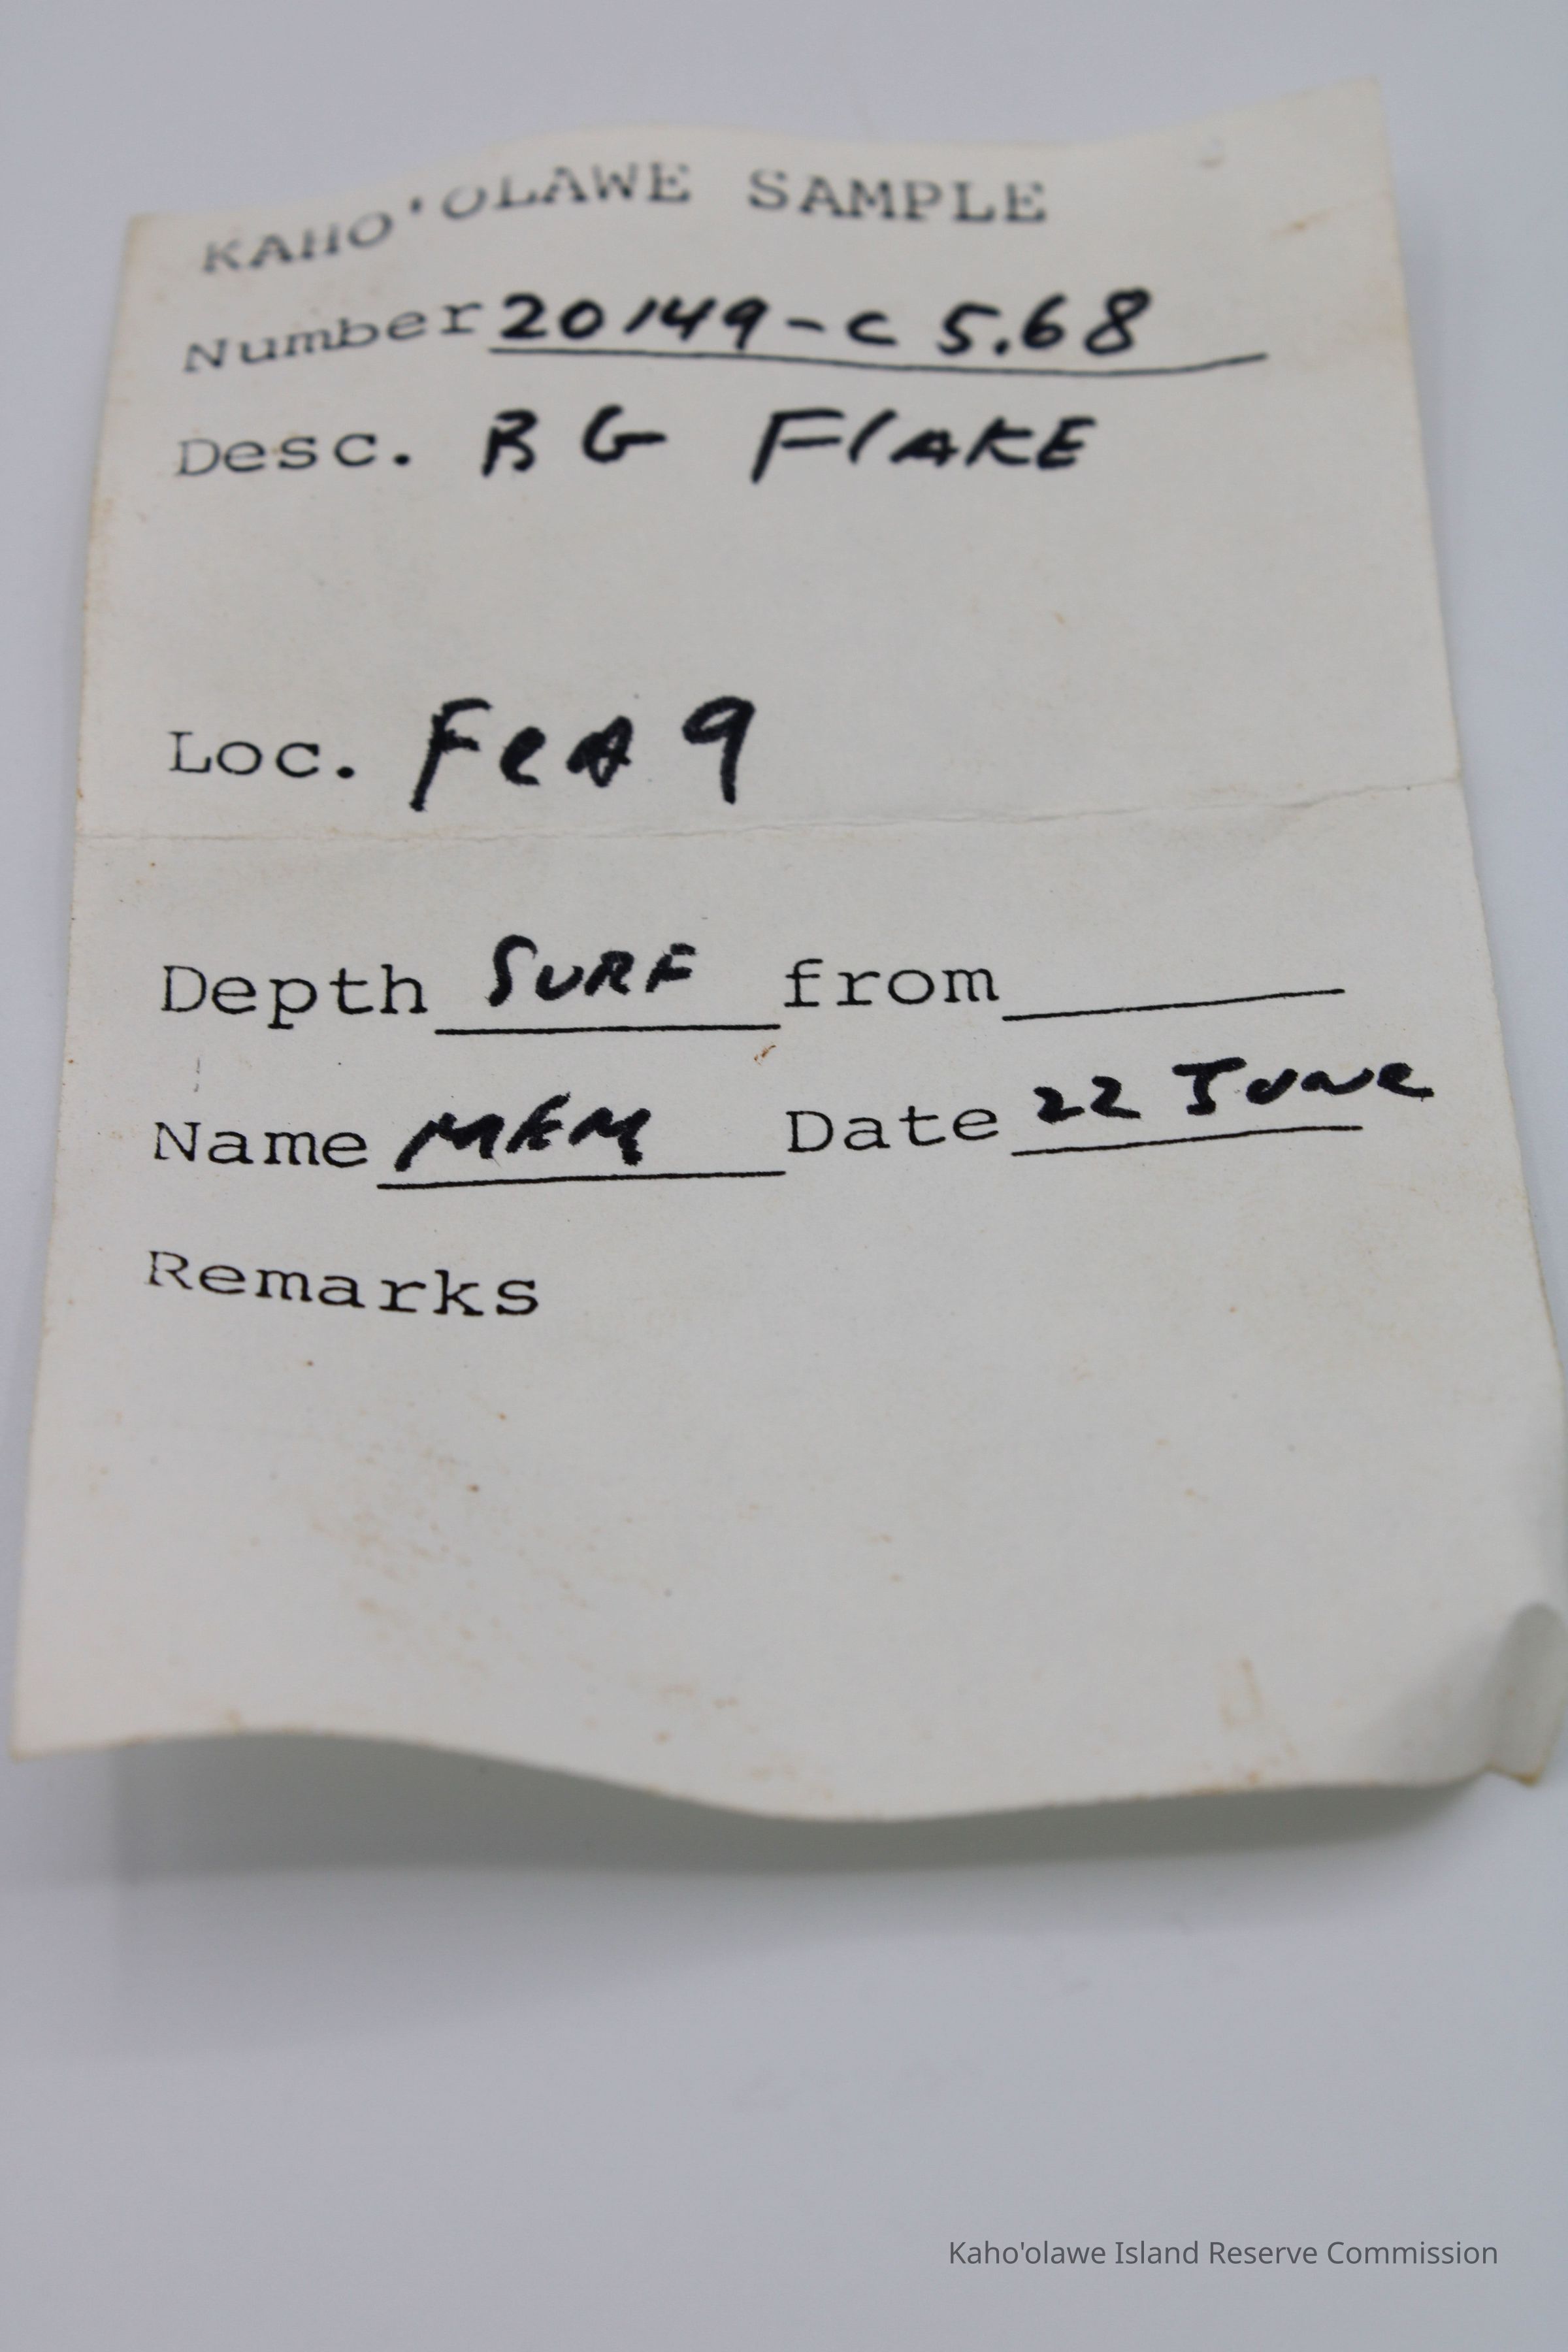 KAHO'OLAWE SAMPLE
Number 20149-C 5.68
Desc. BG FlAKE
Loc. FeA 9
Depth SURF from
Name MEM Date 22 JUNe
Remarks
Kaho'olawe Island Reserve Commission